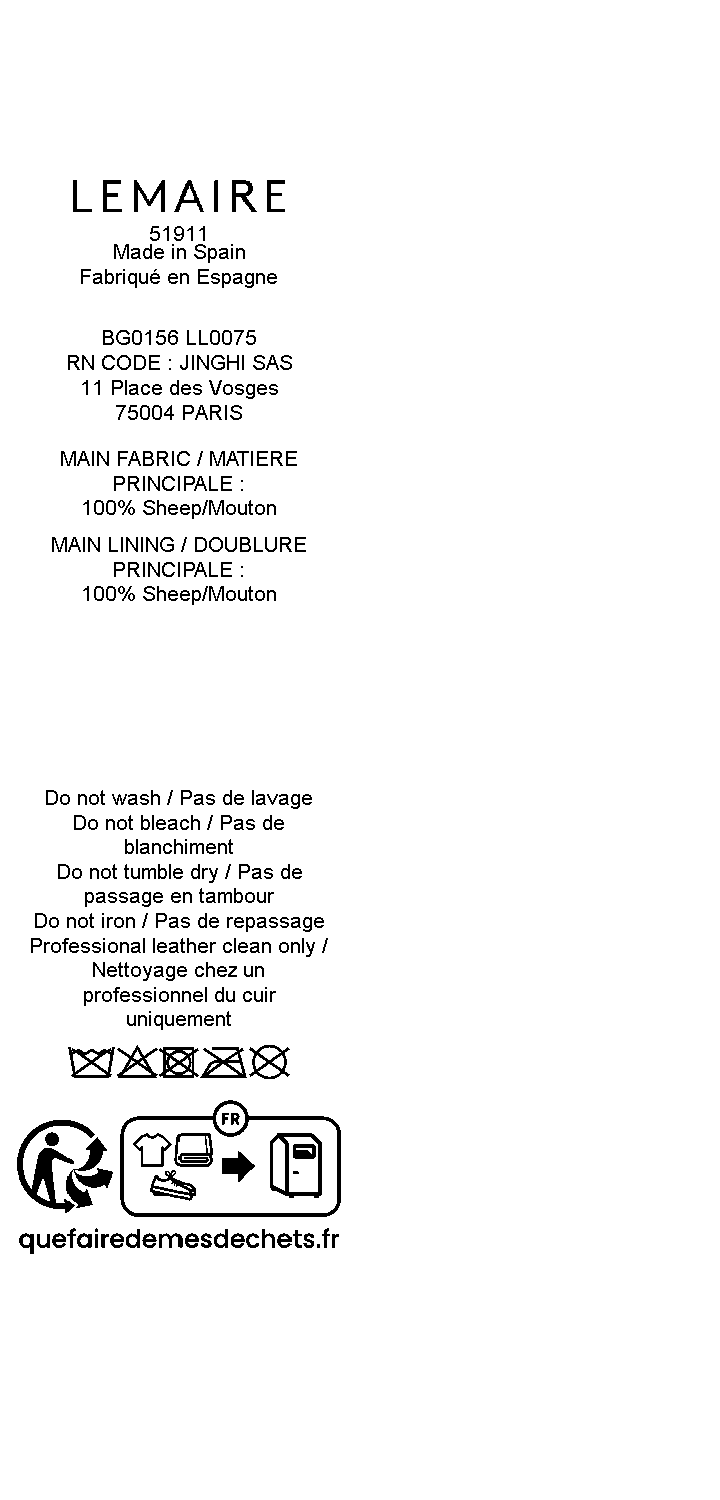 LEMAIRE
51911
Made in Spain
Fabriqué en Espagne
BG0156 LL0075
RN CODE : JINGHI SAS
11 Place des Vosges
75004 PARIS
MAIN FABRIC / MATIERE
PRINCIPALE :
100% Sheep/Mouton
MAIN LINING / DOUBLURE
PRINCIPALE :
100% Sheep/Mouton
Do not wash / Pas de lavage
Do not bleach / Pas de
blanchiment
Do not tumble dry / Pas de
passage en tambour
Do not iron / Pas de repassage
Professional leather clean only /
Nettoyage chez un
professionnel du cuir
uniquement
FR
quefairedemesdechets.fr